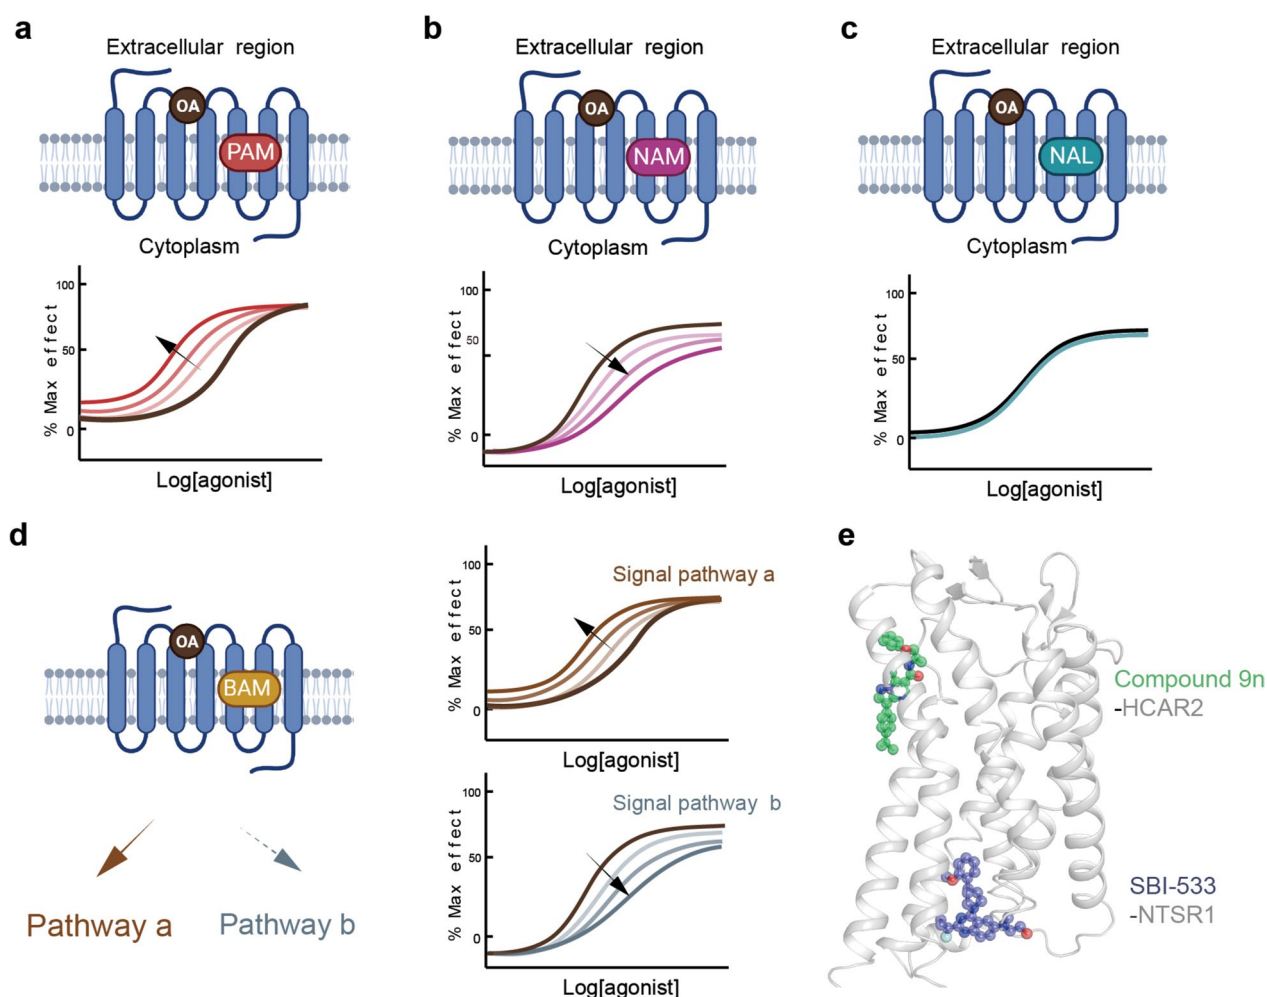 a
Extracellular region
OA
PAM
Cytoplasm
100
50
0
% Max effect
Log[agonist]
b
Extracellular region
OA
NAM
Cytoplasm
100
50
0
% Max effect
Log[agonist]
c
Extracellular region
OA
NAL
Cytoplasm
100
50
0
% Max effect
Log[agonist]
d
OA
BAM
Pathway a
Pathway b
Signal pathway a
100
50
0
% Max effect
Log[agonist]
Signal pathway b
100
50
0
% Max effect
Log[agonist]
e
Compound 9n
-HCAR2
SBI-533
-NTSR1